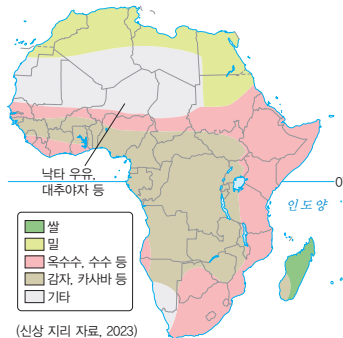 낙타 우유,
대추야자 등
0
인도양
쌀
밀
옥수수, 수수 등
감자, 카사바 등
기타
(신상 지리 자료, 2023)